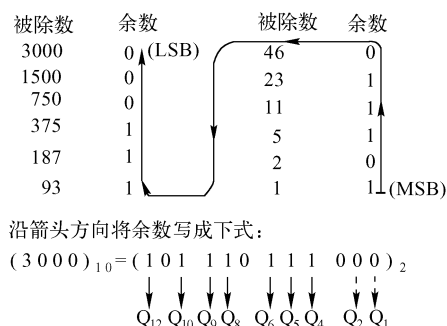 被除数 余数 被除数 余数
3000 0 (LSB) 46 0
1500 0 23 1
750 0 11 1
375 1 5 1
187 1 2 0
93 1 1 1 (MSB)
沿箭头方向将余数写成下式：
(3000)₁₀=(101 110 111 000)₂
Q₁₂ Q₁₀ Q₉ Q₈ Q₆ Q₅ Q₄ Q₂ Q₁